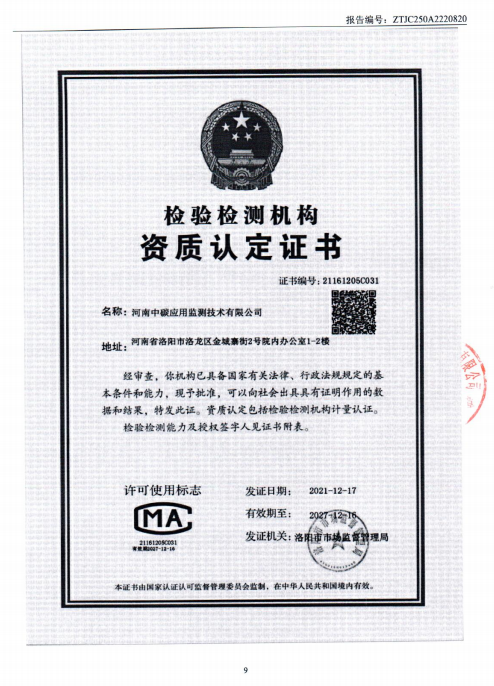 报告编号：ZTJC250A2220820
检验检测机构
资质认定证书
证书编号：21161205C031
名称：河南中碳应用监测技术有限公司
地址：河南省洛阳市洛龙区金城寨街2号院内办公室1-2楼
经审查，你机构已具备国家有关法律、行政法规规定的基
本条件和能力，现予批准，可以向社会出具具有证明作用的数
据和结果，特发此证。资质认定包括检验检测机构计量认证。
检验检测能力及授权签字人见证书附表。
许可使用标志
MA
21161205C031
有效期2027-12-16
发证日期：2021-12-17
有效期至：2027-12-16
发证机关：洛阳市市场监督管理局
本证书由国家认证认可监督管理委员会监制，在中华人民共和国境内有效。
9